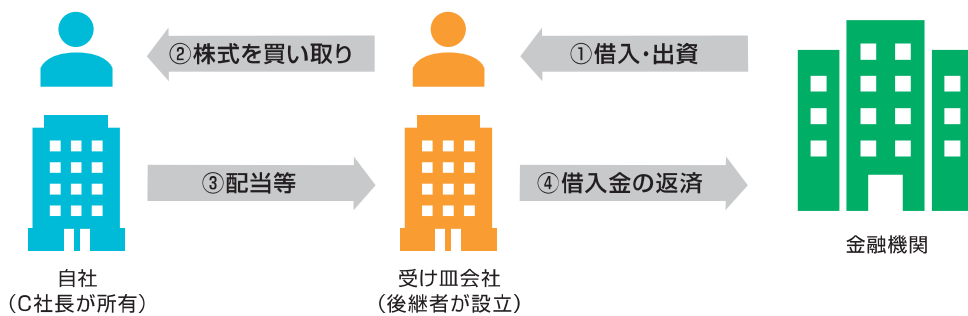 ②株式を買い取り
①借入・出資
③配当等
④借入金の返済
金融機関
自社
（C社長が所有）
受け皿会社
（後継者が設立）